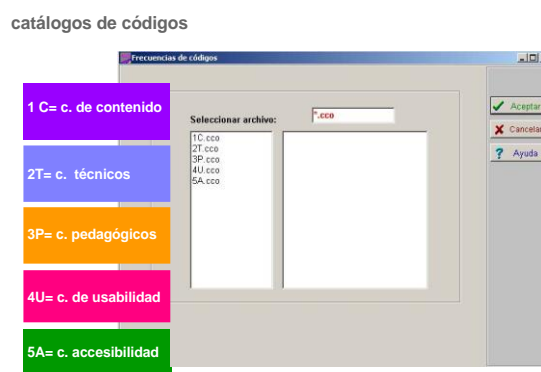 catálogos de códigos
Frecuencias de códigos
1 C= c. de contenido
2T= c. técnicos
3P= c. pedagógicos
4U= c. de usabilidad
5A= c. accesibilidad
Seleccionar archivo:
*.cco
1C.cco
2T.cco
3P.cco
4U.cco
5A.cco
Aceptar
Cancelar
Ayuda